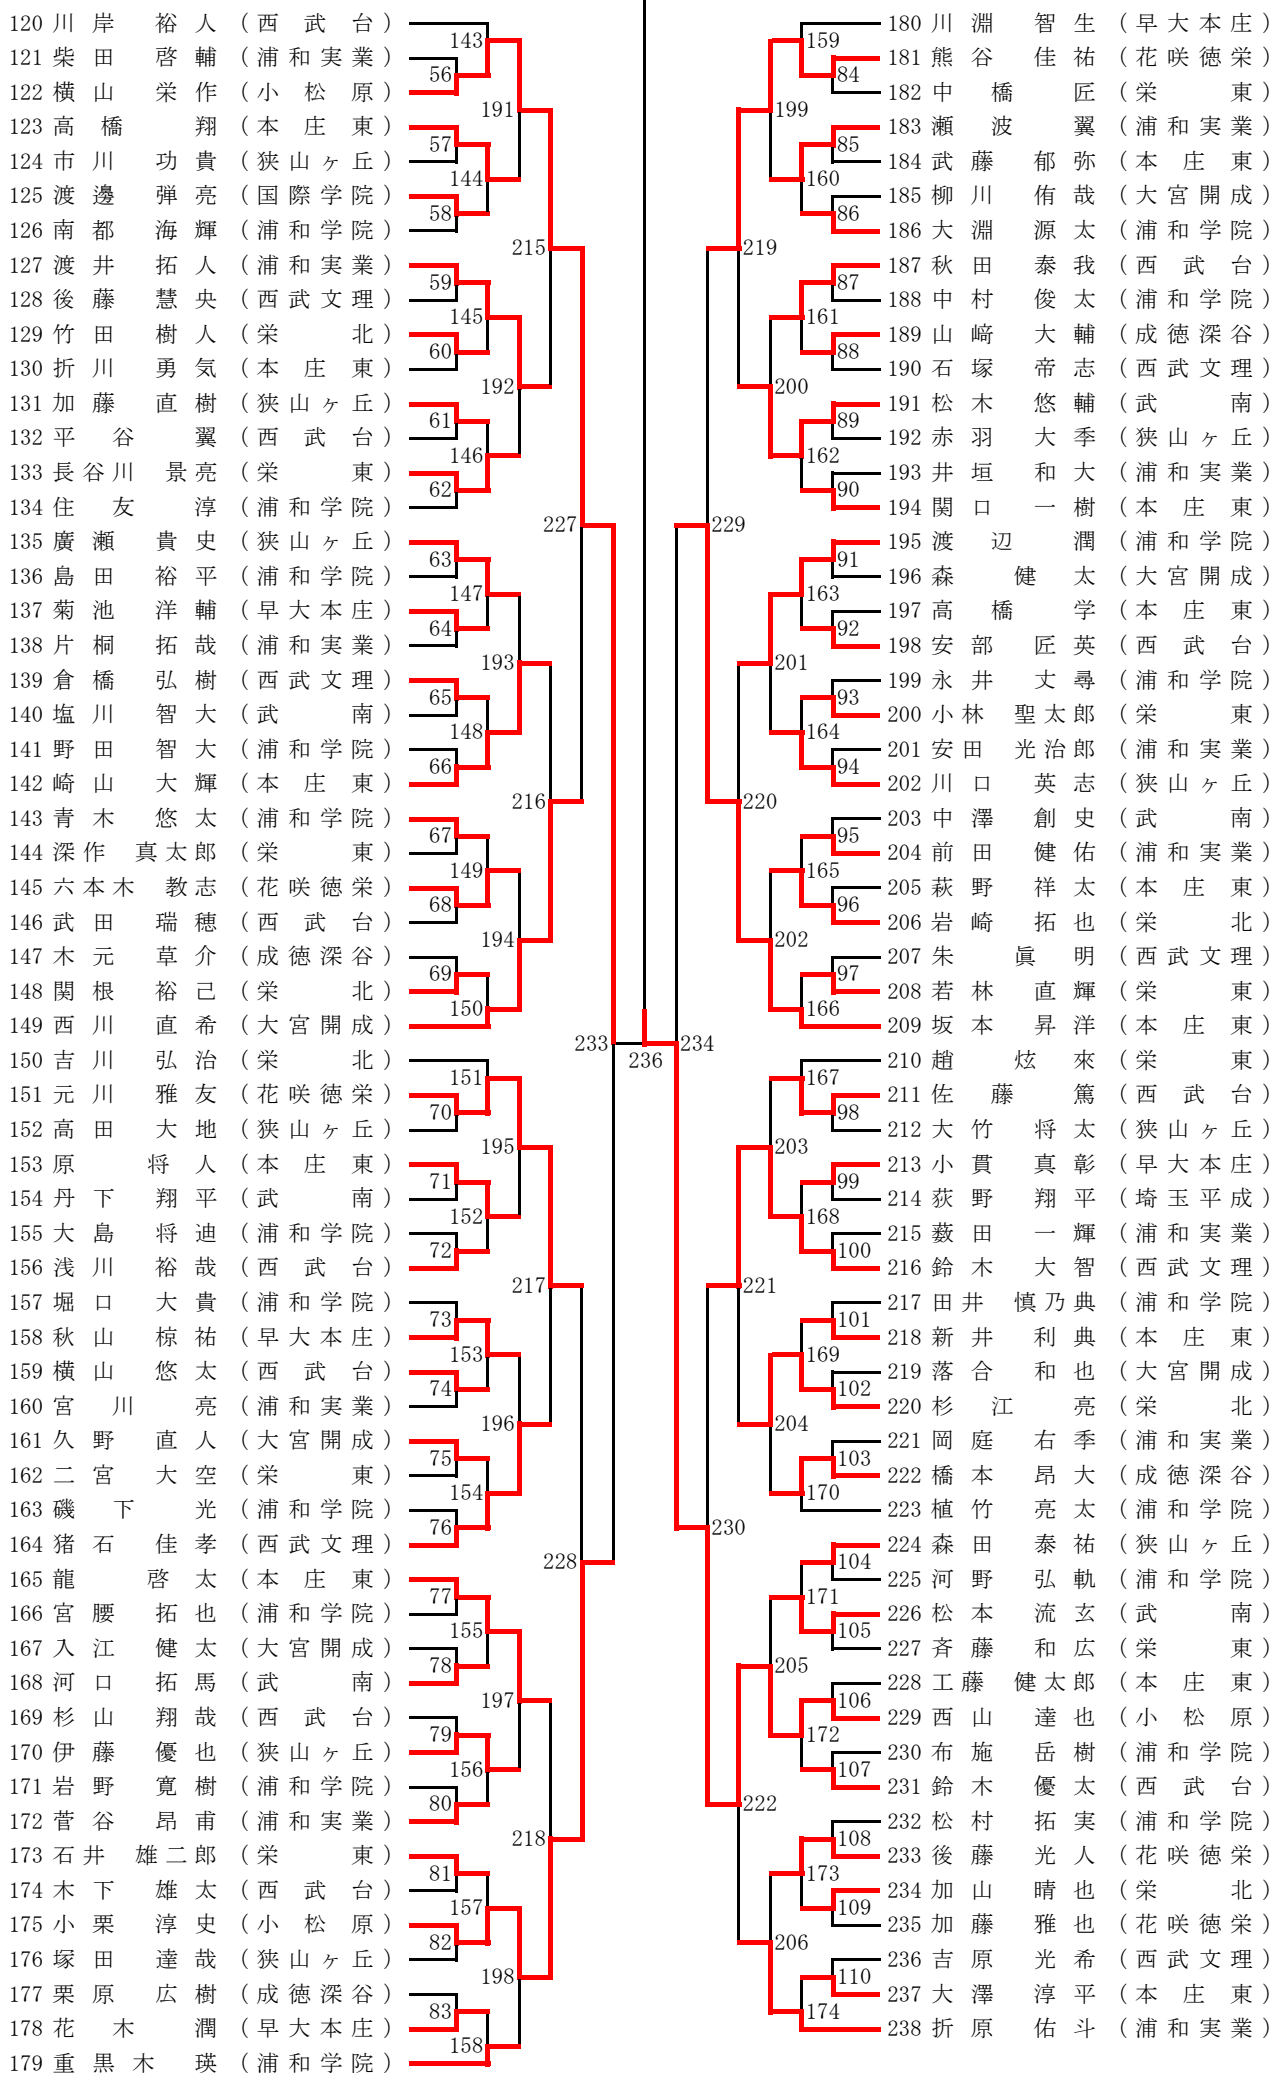 120 川岸 裕人 (西武台)
121 柴田 啓輔 (浦和実業)
122 横山 栄作 (小松原)
123 高橋 翔 (本庄東)
124 市川 功貴 (狭山ヶ丘)
125 渡邊 弾亮 (国際学院)
126 南都 海輝 (浦和学院)
127 渡井 拓人 (浦和実業)
128 後藤 慧央 (西武文理)
129 竹田 樹人 (栄北)
130 折川 勇気 (本庄東)
131 加藤 直樹 (狭山ヶ丘)
132 平谷 翼 (西武台)
133 長谷川 景亮 (栄東)
134 住友 淳 (浦和学院)
135 廣瀬 貴史 (狭山ヶ丘)
136 島田 裕平 (浦和学院)
137 菊池 洋輔 (早大本庄)
138 片桐 拓哉 (浦和実業)
139 倉橋 弘樹 (西武文理)
140 塩川 智大 (武南)
141 野田 智大 (浦和学院)
142 崎山 大輝 (本庄東)
143 青木 悠太 (浦和学院)
144 深作 真太郎 (栄東)
145 六本木 教志 (花咲徳栄)
146 武田 瑞穂 (西武台)
147 木元 草介 (成徳深谷)
148 関根 裕己 (栄北)
149 西川 直希 (大宮開成)
150 吉川 弘治 (栄北)
151 元川 雅友 (花咲徳栄)
152 高田 大地 (狭山ヶ丘)
153 原 将人 (本庄東)
154 丹下 翔平 (武南)
155 大島 将迪 (浦和学院)
156 浅川 裕哉 (西武台)
157 堀口 大貴 (浦和学院)
158 秋山 椋祐 (早大本庄)
159 横山 悠太 (西武台)
160 宮川 亮 (浦和実業)
161 久野 直人 (大宮開成)
162 二宮 大空 (栄東)
163 磯下 光 (浦和学院)
164 猪石 佳孝 (西武文理)
165 龍 啓太 (本庄東)
166 宮腰 拓也 (浦和学院)
167 入江 健太 (大宮開成)
168 河口 拓馬 (武南)
169 杉山 翔哉 (西武台)
170 伊藤 優也 (狭山ヶ丘)
171 岩野 寛樹 (浦和学院)
172 菅谷 昂甫 (浦和実業)
173 石井 雄二郎 (栄東)
174 木下 雄太 (西武台)
175 小栗 淳史 (小松原)
176 塚田 達哉 (狭山ヶ丘)
177 栗原 広樹 (成徳深谷)
178 花木 潤 (早大本庄)
179 重黒木 瑛 (浦和学院)
143
56
191
57
144
58
215
59
145
60
192
61
146
62
227
63
147
64
193
65
148
66
216
67
149
68
194
69
150
233
151
70
195
71
152
72
217
73
153
74
196
75
154
76
228
77
155
78
197
79
156
80
218
81
157
82
198
83
158
236
234
159
84
199
85
160
86
219
87
161
88
200
89
162
90
229
91
163
92
201
93
164
94
220
95
165
96
202
97
166
167
98
203
99
168
100
221
101
169
102
204
103
170
230
104
171
105
205
106
172
107
222
108
173
109
206
110
174
180 川淵 智生 (早大本庄)
181 熊谷 佳祐 (花咲徳栄)
182 中橋 匠 (栄東)
183 瀬波 翼 (浦和実業)
184 武藤 郁弥 (本庄東)
185 柳川 侑哉 (大宮開成)
186 大淵 源太 (浦和学院)
187 秋田 泰我 (西武台)
188 中村 俊太 (浦和学院)
189 山﨑 大輔 (成徳深谷)
190 石塚 帝志 (西武文理)
191 松木 悠輔 (武南)
192 赤羽 大季 (狭山ヶ丘)
193 井垣 和大 (浦和実業)
194 関口 一樹 (本庄東)
195 渡辺 潤 (浦和学院)
196 森 健太 (大宮開成)
197 高橋 学 (本庄東)
198 安部 匠英 (西武台)
199 永井 丈尋 (浦和学院)
200 小林 聖太郎 (栄東)
201 安田 光治郎 (浦和実業)
202 川口 英志 (狭山ヶ丘)
203 中澤 創史 (武南)
204 前田 健佑 (浦和実業)
205 萩野 祥太 (本庄東)
206 岩崎 拓也 (栄北)
207 朱 眞明 (西武文理)
208 若林 直輝 (栄東)
209 坂本 昇洋 (本庄東)
210 趙 炫來 (栄東)
211 佐藤 篤 (西武台)
212 大竹 将太 (狭山ヶ丘)
213 小貫 真彰 (早大本庄)
214 荻野 翔平 (埼玉平成)
215 薮田 一輝 (浦和実業)
216 鈴木 大智 (西武文理)
217 田井 慎乃典 (浦和学院)
218 新井 利典 (本庄東)
219 落合 和也 (大宮開成)
220 杉江 亮 (栄北)
221 岡庭 右季 (浦和実業)
222 橋本 昂大 (成徳深谷)
223 植竹 亮太 (浦和学院)
224 森田 泰祐 (狭山ヶ丘)
225 河野 弘軌 (浦和学院)
226 松本 流玄 (武南)
227 斉藤 和広 (栄東)
228 工藤 健太郎 (本庄東)
229 西山 達也 (小松原)
230 布施 岳樹 (浦和学院)
231 鈴木 優太 (西武台)
232 松村 拓実 (浦和学院)
233 後藤 光人 (花咲徳栄)
234 加山 晴也 (栄北)
235 加藤 雅也 (花咲徳栄)
236 吉原 光希 (西武文理)
237 大澤 淳平 (本庄東)
238 折原 佑斗 (浦和実業)